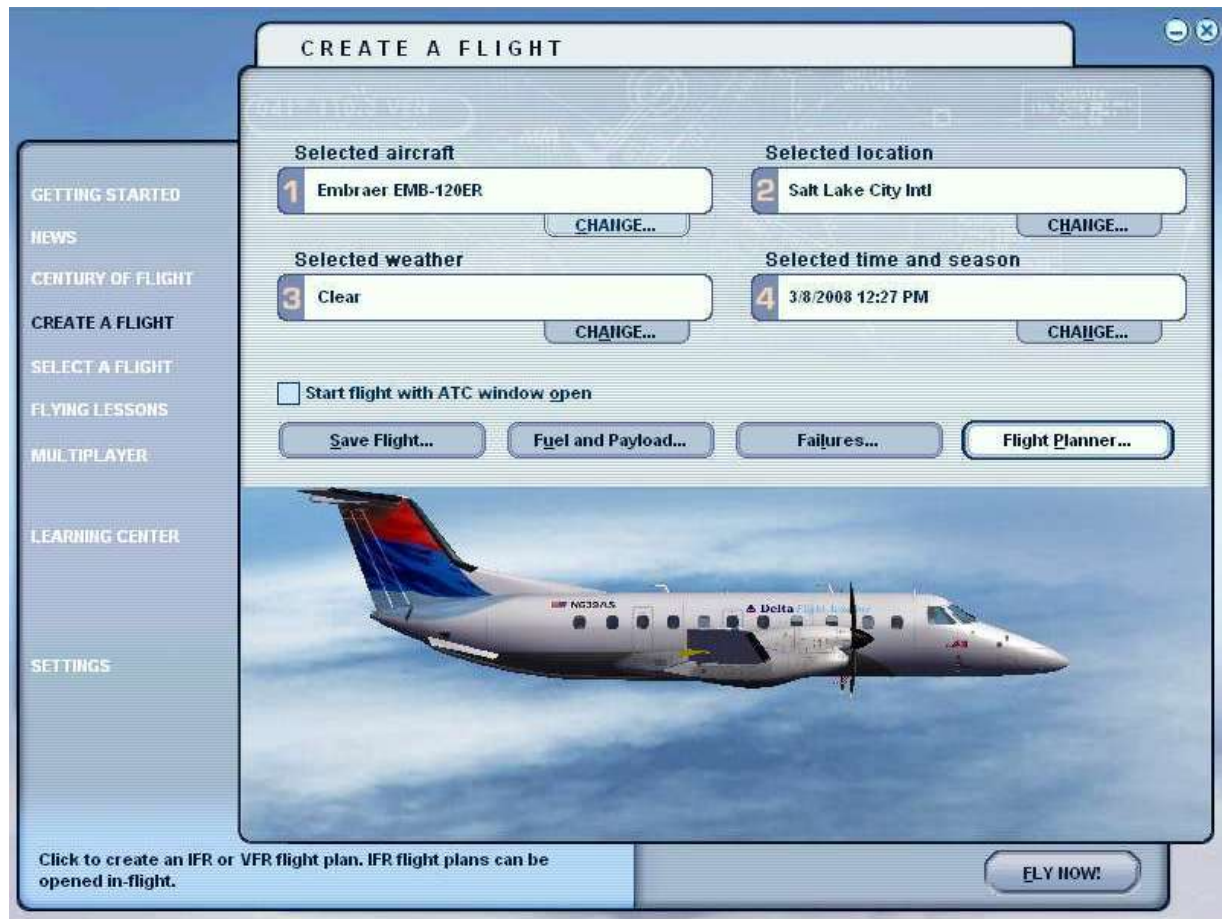 CREATE A FLIGHT
GETTING STARTED
NEWS
CENTURY OF FLIGHT
CREATE A FLIGHT
SELECT A FLIGHT
FLYING LESSONS
MULTIPLAYER
LEARNING CENTER
SETTINGS
Selected aircraft
1 Embraer EMB-120ER
CHANGE...
Selected location
2 Salt Lake City Intl
CHANGE...
Selected weather
3 Clear
CHANGE...
Selected time and season
4 3/8/2008 12:27 PM
CHANGE...
Start flight with ATC window open
Save Flight... Fuel and Payload... Failures... Flight Planner...
Delta
Click to create an IFR or VFR flight plan. IFR flight plans can be
opened in-flight.
FLY NOW!